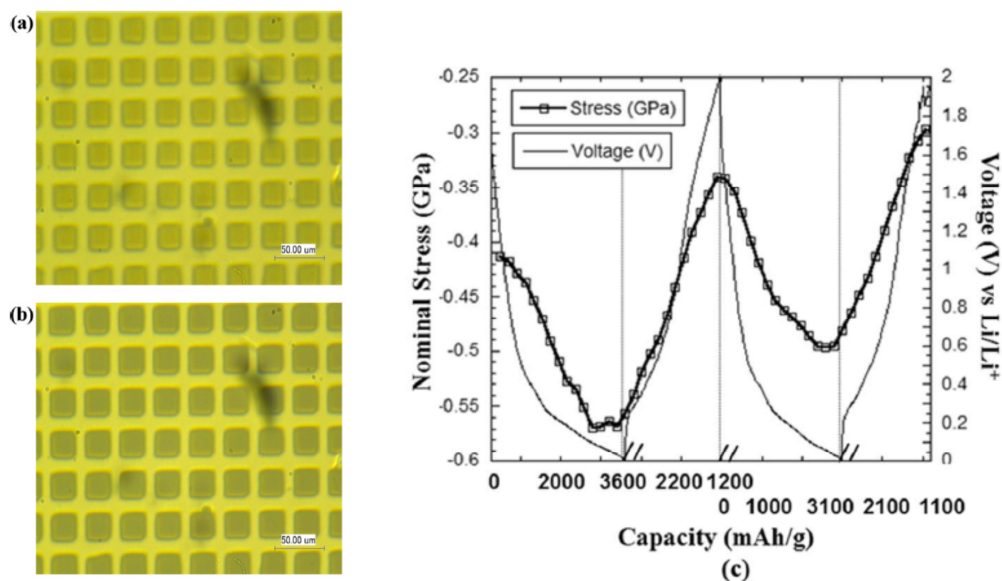 (a)
50.00 um
(b)
50.00 um
-0.25
-0.3
-0.35
-0.4
-0.45
-0.5
-0.55
-0.6
Nominal Stress (GPa)
Stress (GPa)
Voltage (V)
2
1.8
1.6
1.4
1.2
1
0.8
0.6
0.4
0.2
0
Voltage (V) vs Li/Li+
0 2000 3600 2200 1200
0 1000 3100 2100 1100
Capacity (mAh/g)
(c)